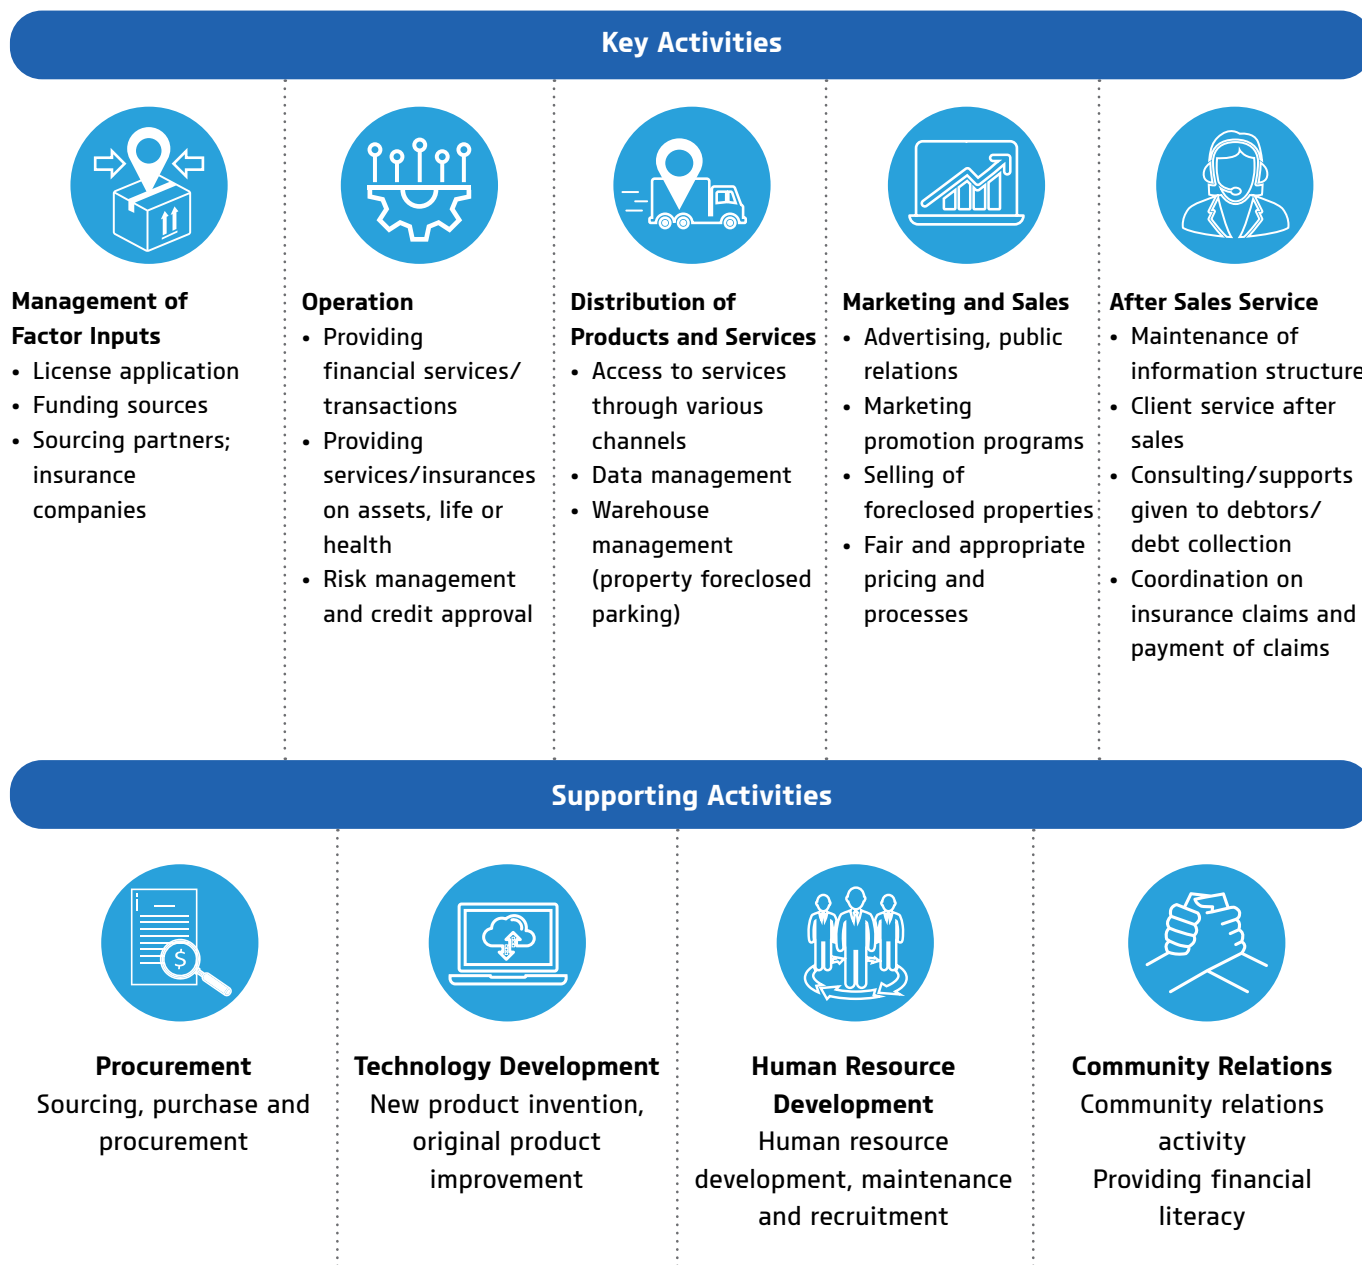 Key Activities
Management of
Factor Inputs
• License application
• Funding sources
• Sourcing partners;
insurance
companies
Operation
• Providing
financial services/
transactions
• Providing
services/insurances
on assets, life or
health
• Risk management
and credit approval
Distribution of
Products and Services
• Access to services
through various
channels
• Data management
• Warehouse
management
(property foreclosed
parking)
Marketing and Sales
• Advertising, public
relations
• Marketing
promotion programs
• Selling of
foreclosed properties
• Fair and appropriate
pricing and
processes
After Sales Service
• Maintenance of
information structure
• Client service after
sales
• Consulting/supports
given to debtors/
debt collection
• Coordination on
insurance claims and
payment of claims
Supporting Activities
$
Procurement
Sourcing, purchase and
procurement
Technology Development
New product invention,
original product
improvement
Human Resource
Development
Human resource
development, maintenance
and recruitment
Community Relations
Community relations
activity
Providing financial
literacy